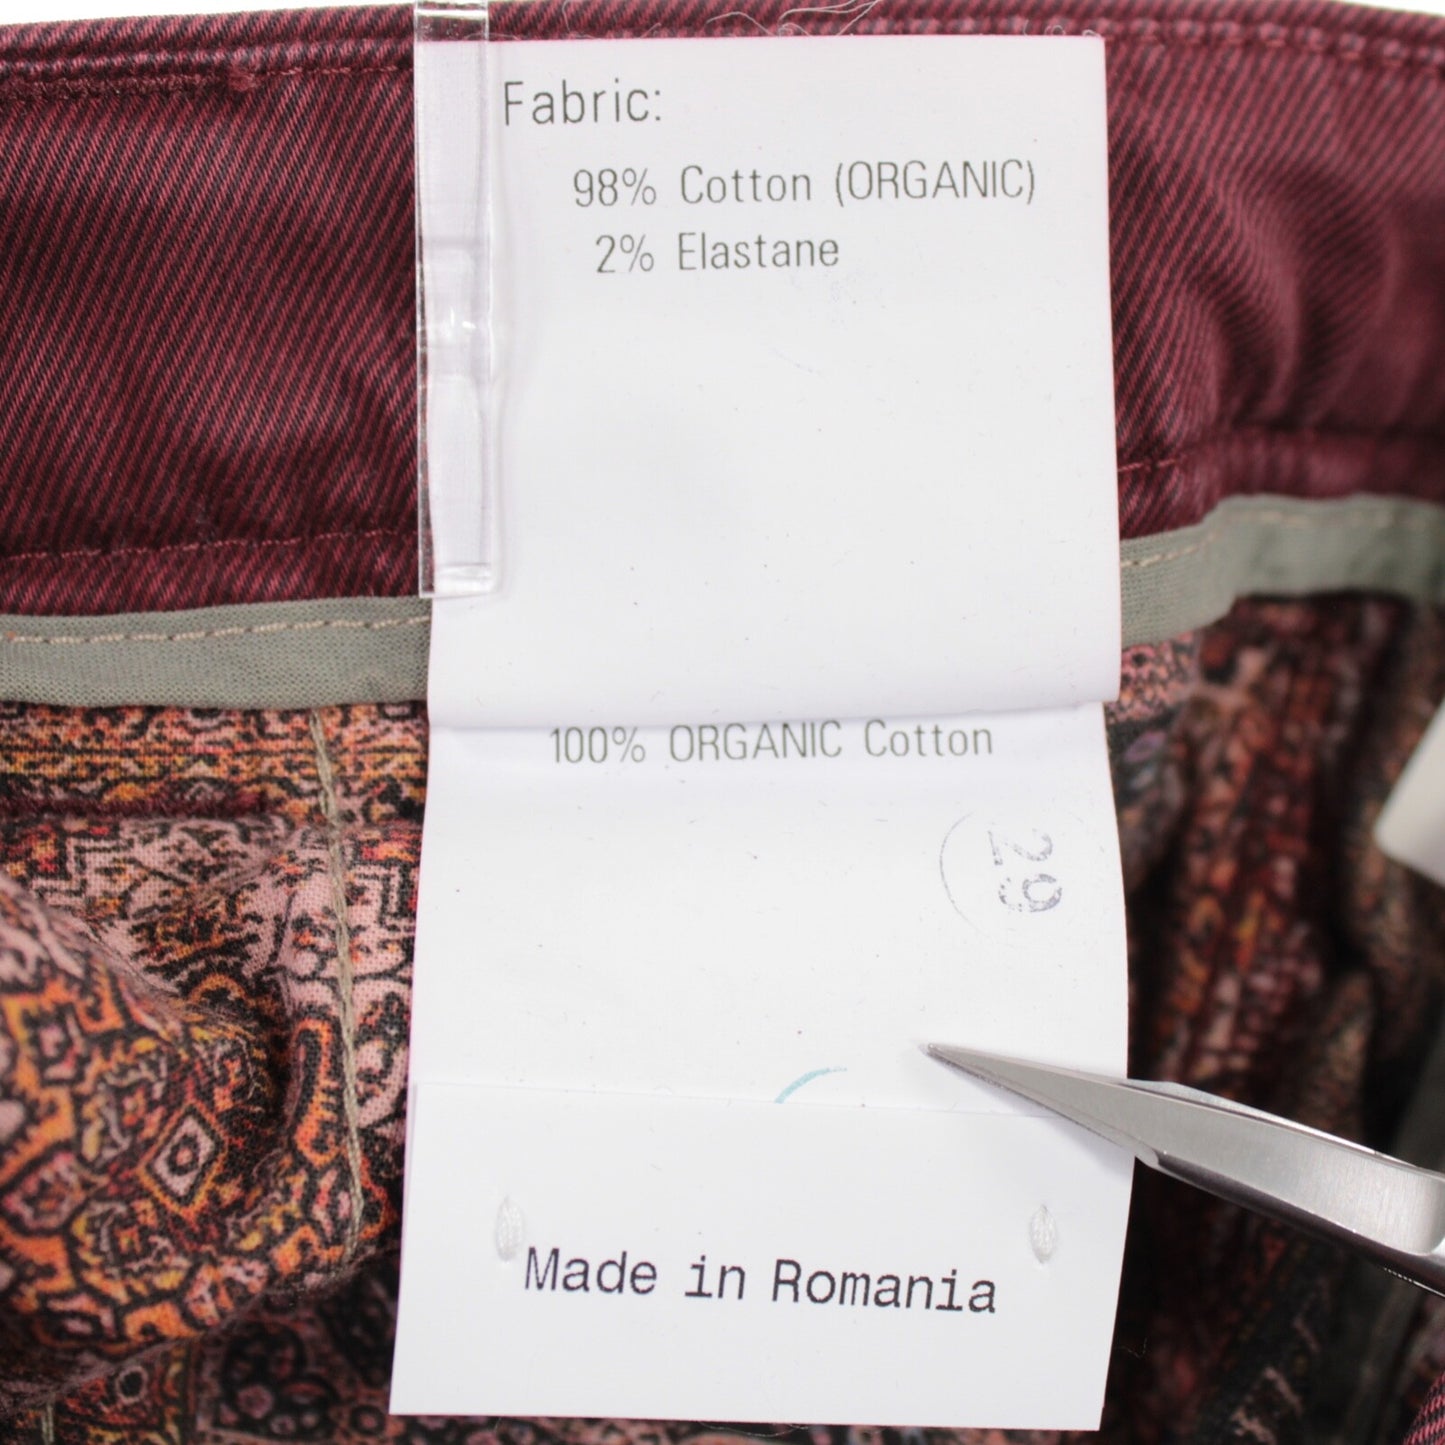 Fabric:
98% Cotton (ORGANIC)
2% Elastane
100% ORGANIC Cotton
29
Made in Romania